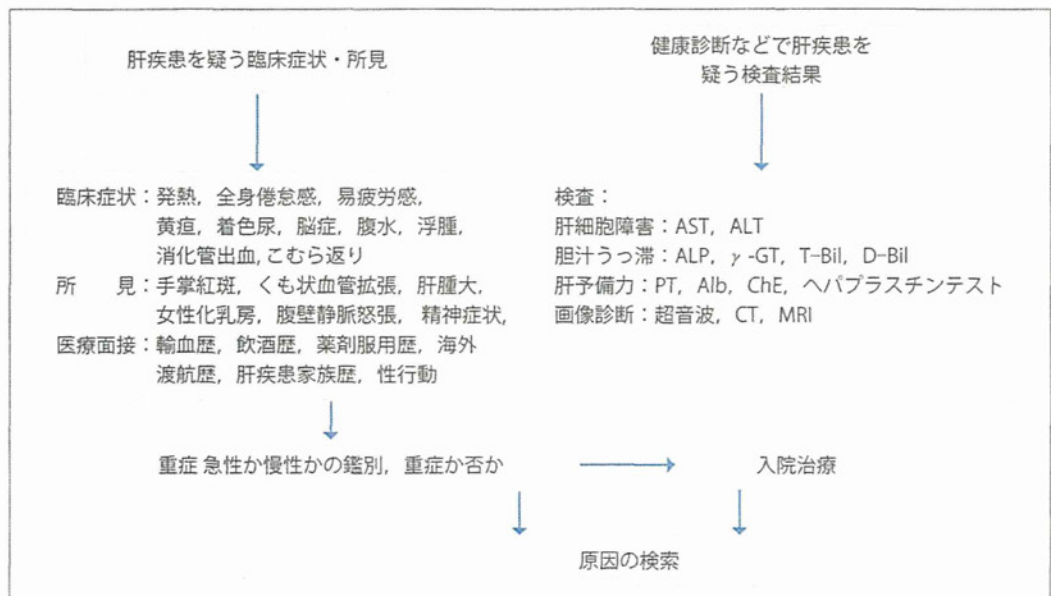 肝疾患を疑う臨床症状・所見
健康診断などで肝疾患を
疑う検査結果
臨床症状：発熱，全身倦怠感，易疲労感，
黄疸，着色尿，脳症，腹水，浮腫，
消化管出血，こむら返り
所　　見：手掌紅斑，くも状血管拡張，肝腫大，
女性化乳房，腹壁静脈怒張，精神症状，
医療面接：輸血歴，飲酒歴，薬剤服用歴，海外
渡航歴，肝疾患家族歴，性行動
検査：
肝細胞障害：AST，ALT
胆汁うっ滞：ALP，γ-GT，T-Bil，D-Bil
肝予備力：PT，Alb，ChE，ヘパプラスチンテスト
画像診断：超音波，CT，MRI
重症 急性か慢性かの鑑別，重症か否か
入院治療
原因の検索